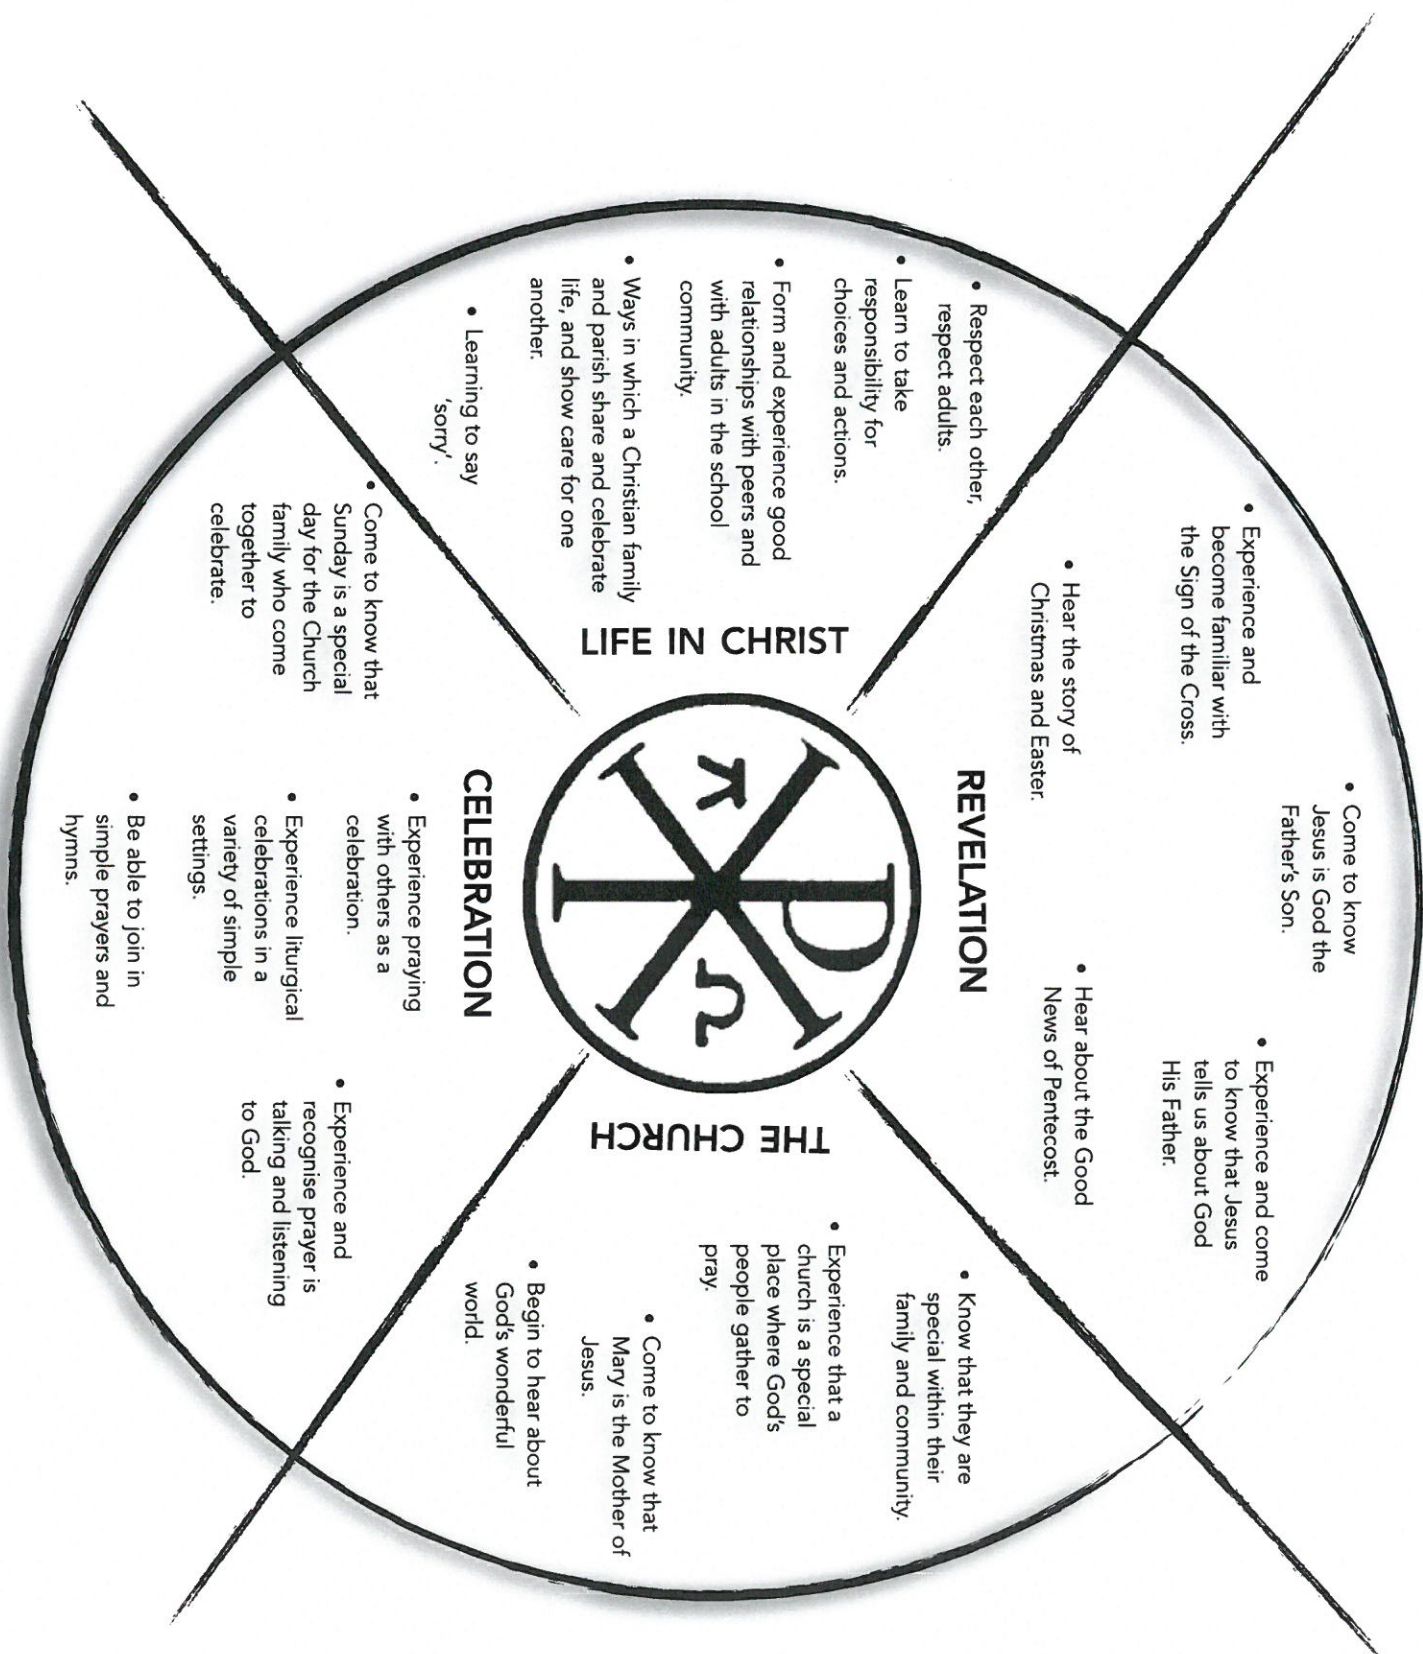 REVELATION
• Come to know
Jesus is God the
Father's Son.
• Experience and
become familiar with
the Sign of the Cross.
• Experience and come
to know that Jesus
tells us about God
His Father.
• Hear the story of
Christmas and Easter.
• Hear about the Good
News of Pentecost.
LIFE IN CHRIST
• Respect each other,
respect adults.
• Learn to take
responsibility for
choices and actions.
• Form and experience good
relationships with peers and
with adults in the school
community.
• Ways in which a Christian family
and parish share and celebrate
life, and show care for one
another.
• Learning to say
'sorry'.
THE CHURCH
• Know that they are
special within their
family and community.
• Experience that a
church is a special
place where God's
people gather to
pray.
• Come to know that
Mary is the Mother of
Jesus.
• Begin to hear about
God's wonderful
world.
CELEBRATION
• Come to know that
Sunday is a special
day for the Church
family who come
together to
celebrate.
• Experience praying
with others as a
celebration.
• Experience liturgical
celebrations in a
variety of simple
settings.
• Be able to join in
simple prayers and
hymns.
• Experience and
recognise prayer is
talking and listening
to God.